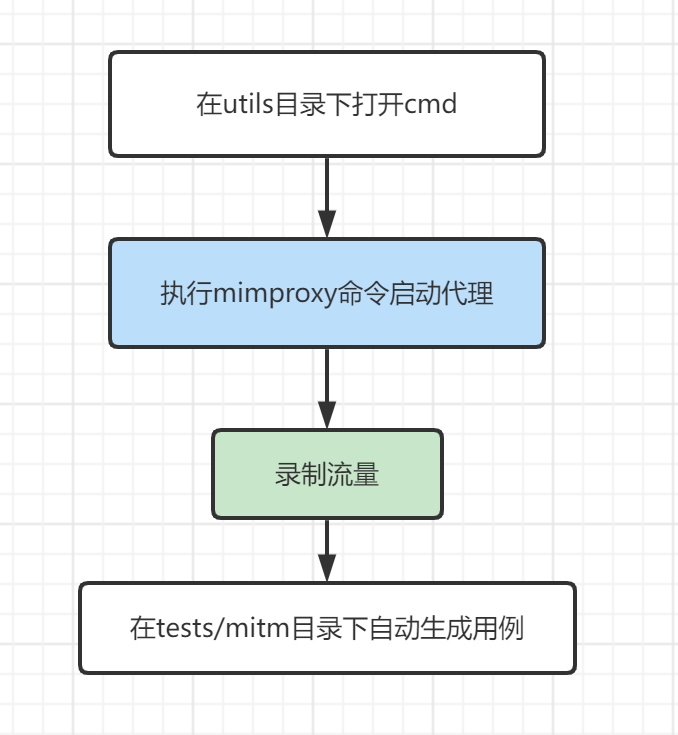 在utils目录下打开cmd
执行mimproxy命令启动代理
录制流量
在tests/mitm目录下自动生成用例